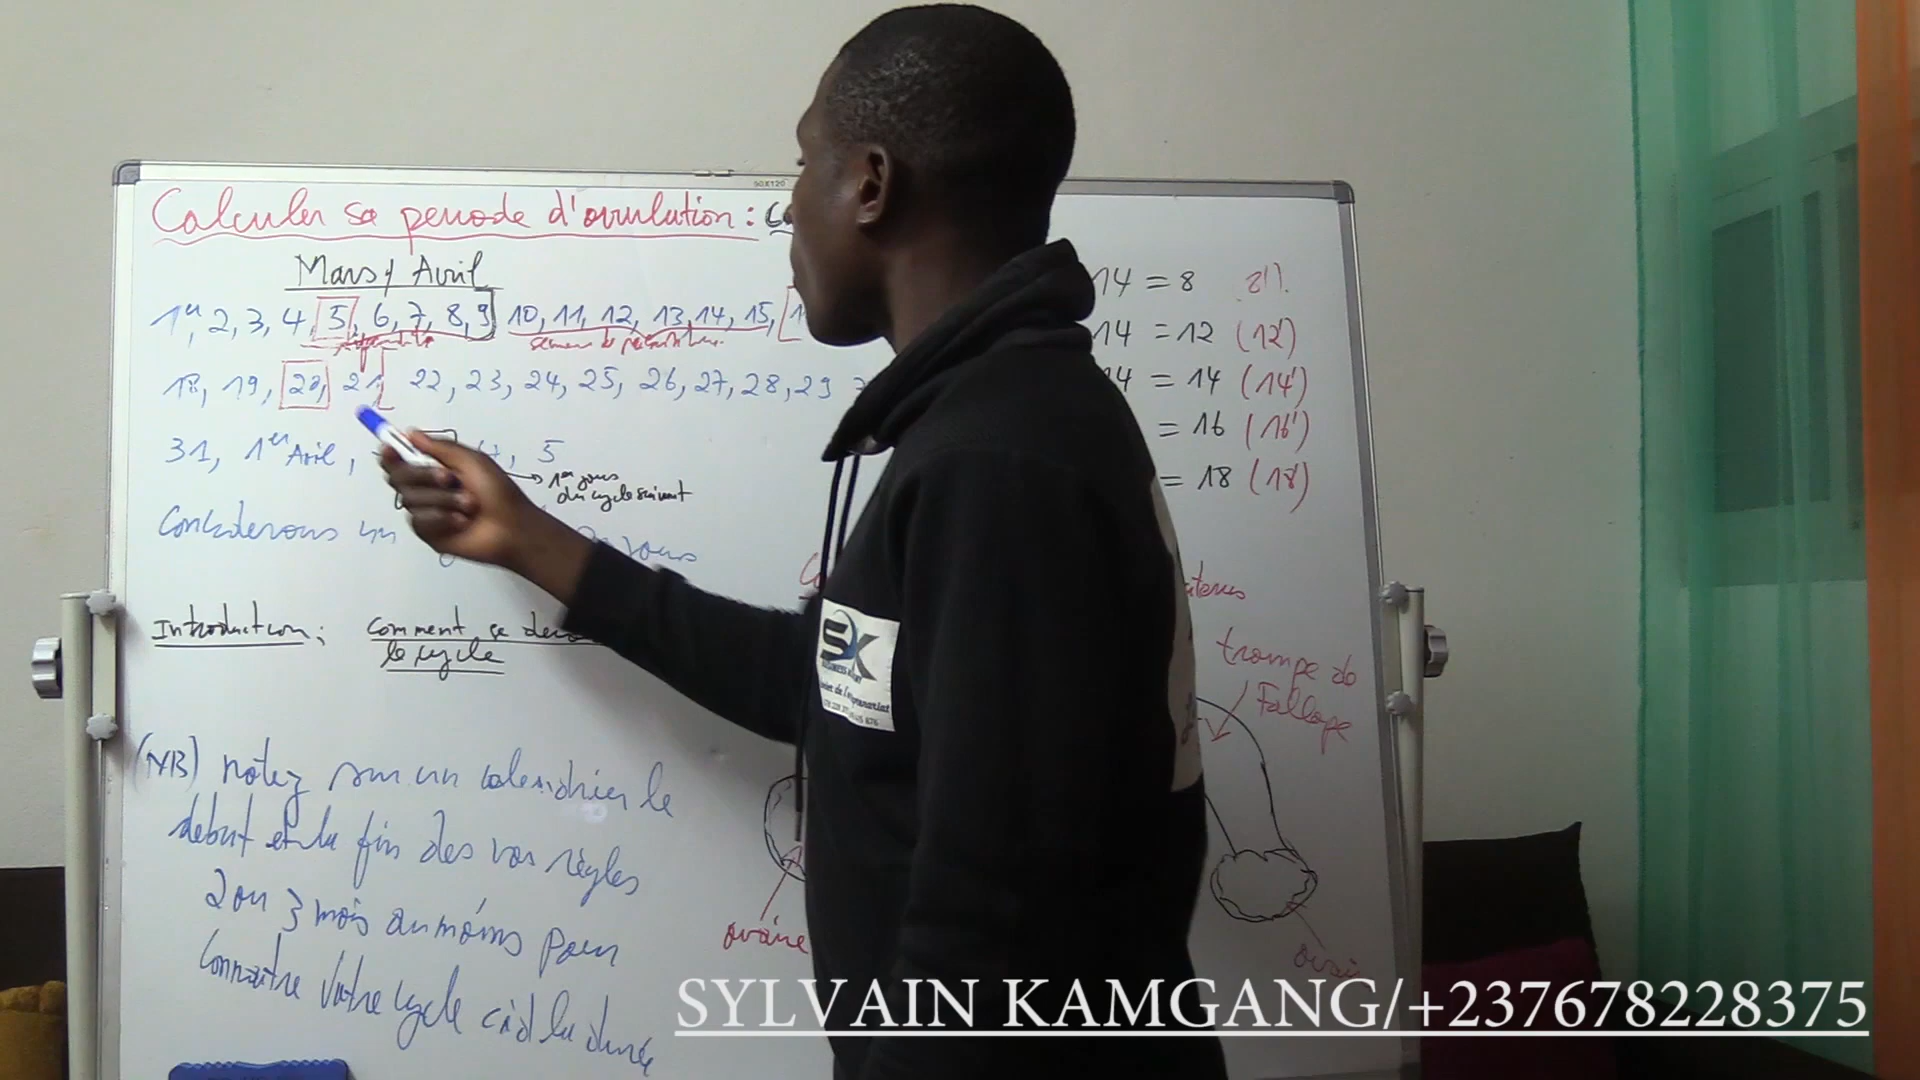 Calculer sa periode d'ovulation :
Mars / Avril
1er, 2, 3, 4, 5, 6, 7, 8, 9, 10, 11, 12, 13, 14, 15,
18, 19, 20, 21, 22, 23, 24, 25, 26, 27, 28, 29
31, 1er Avril, 5
1er jour
du cycle suivant
Considerons un jours
Introduction : Comment se
le cycle
(NB) notez sur un calendrier le
debut et la fin des vos règles
2 ou 3 mois au moins pour
connaitre votre cycle càd la durée
14 = 8
14 = 12 (12)
= 14 (14)
= 16 (16)
= 18 (18)
trompe de
Fallope
ovaire
SK
SYLVAIN KAMGANG/+237678228375